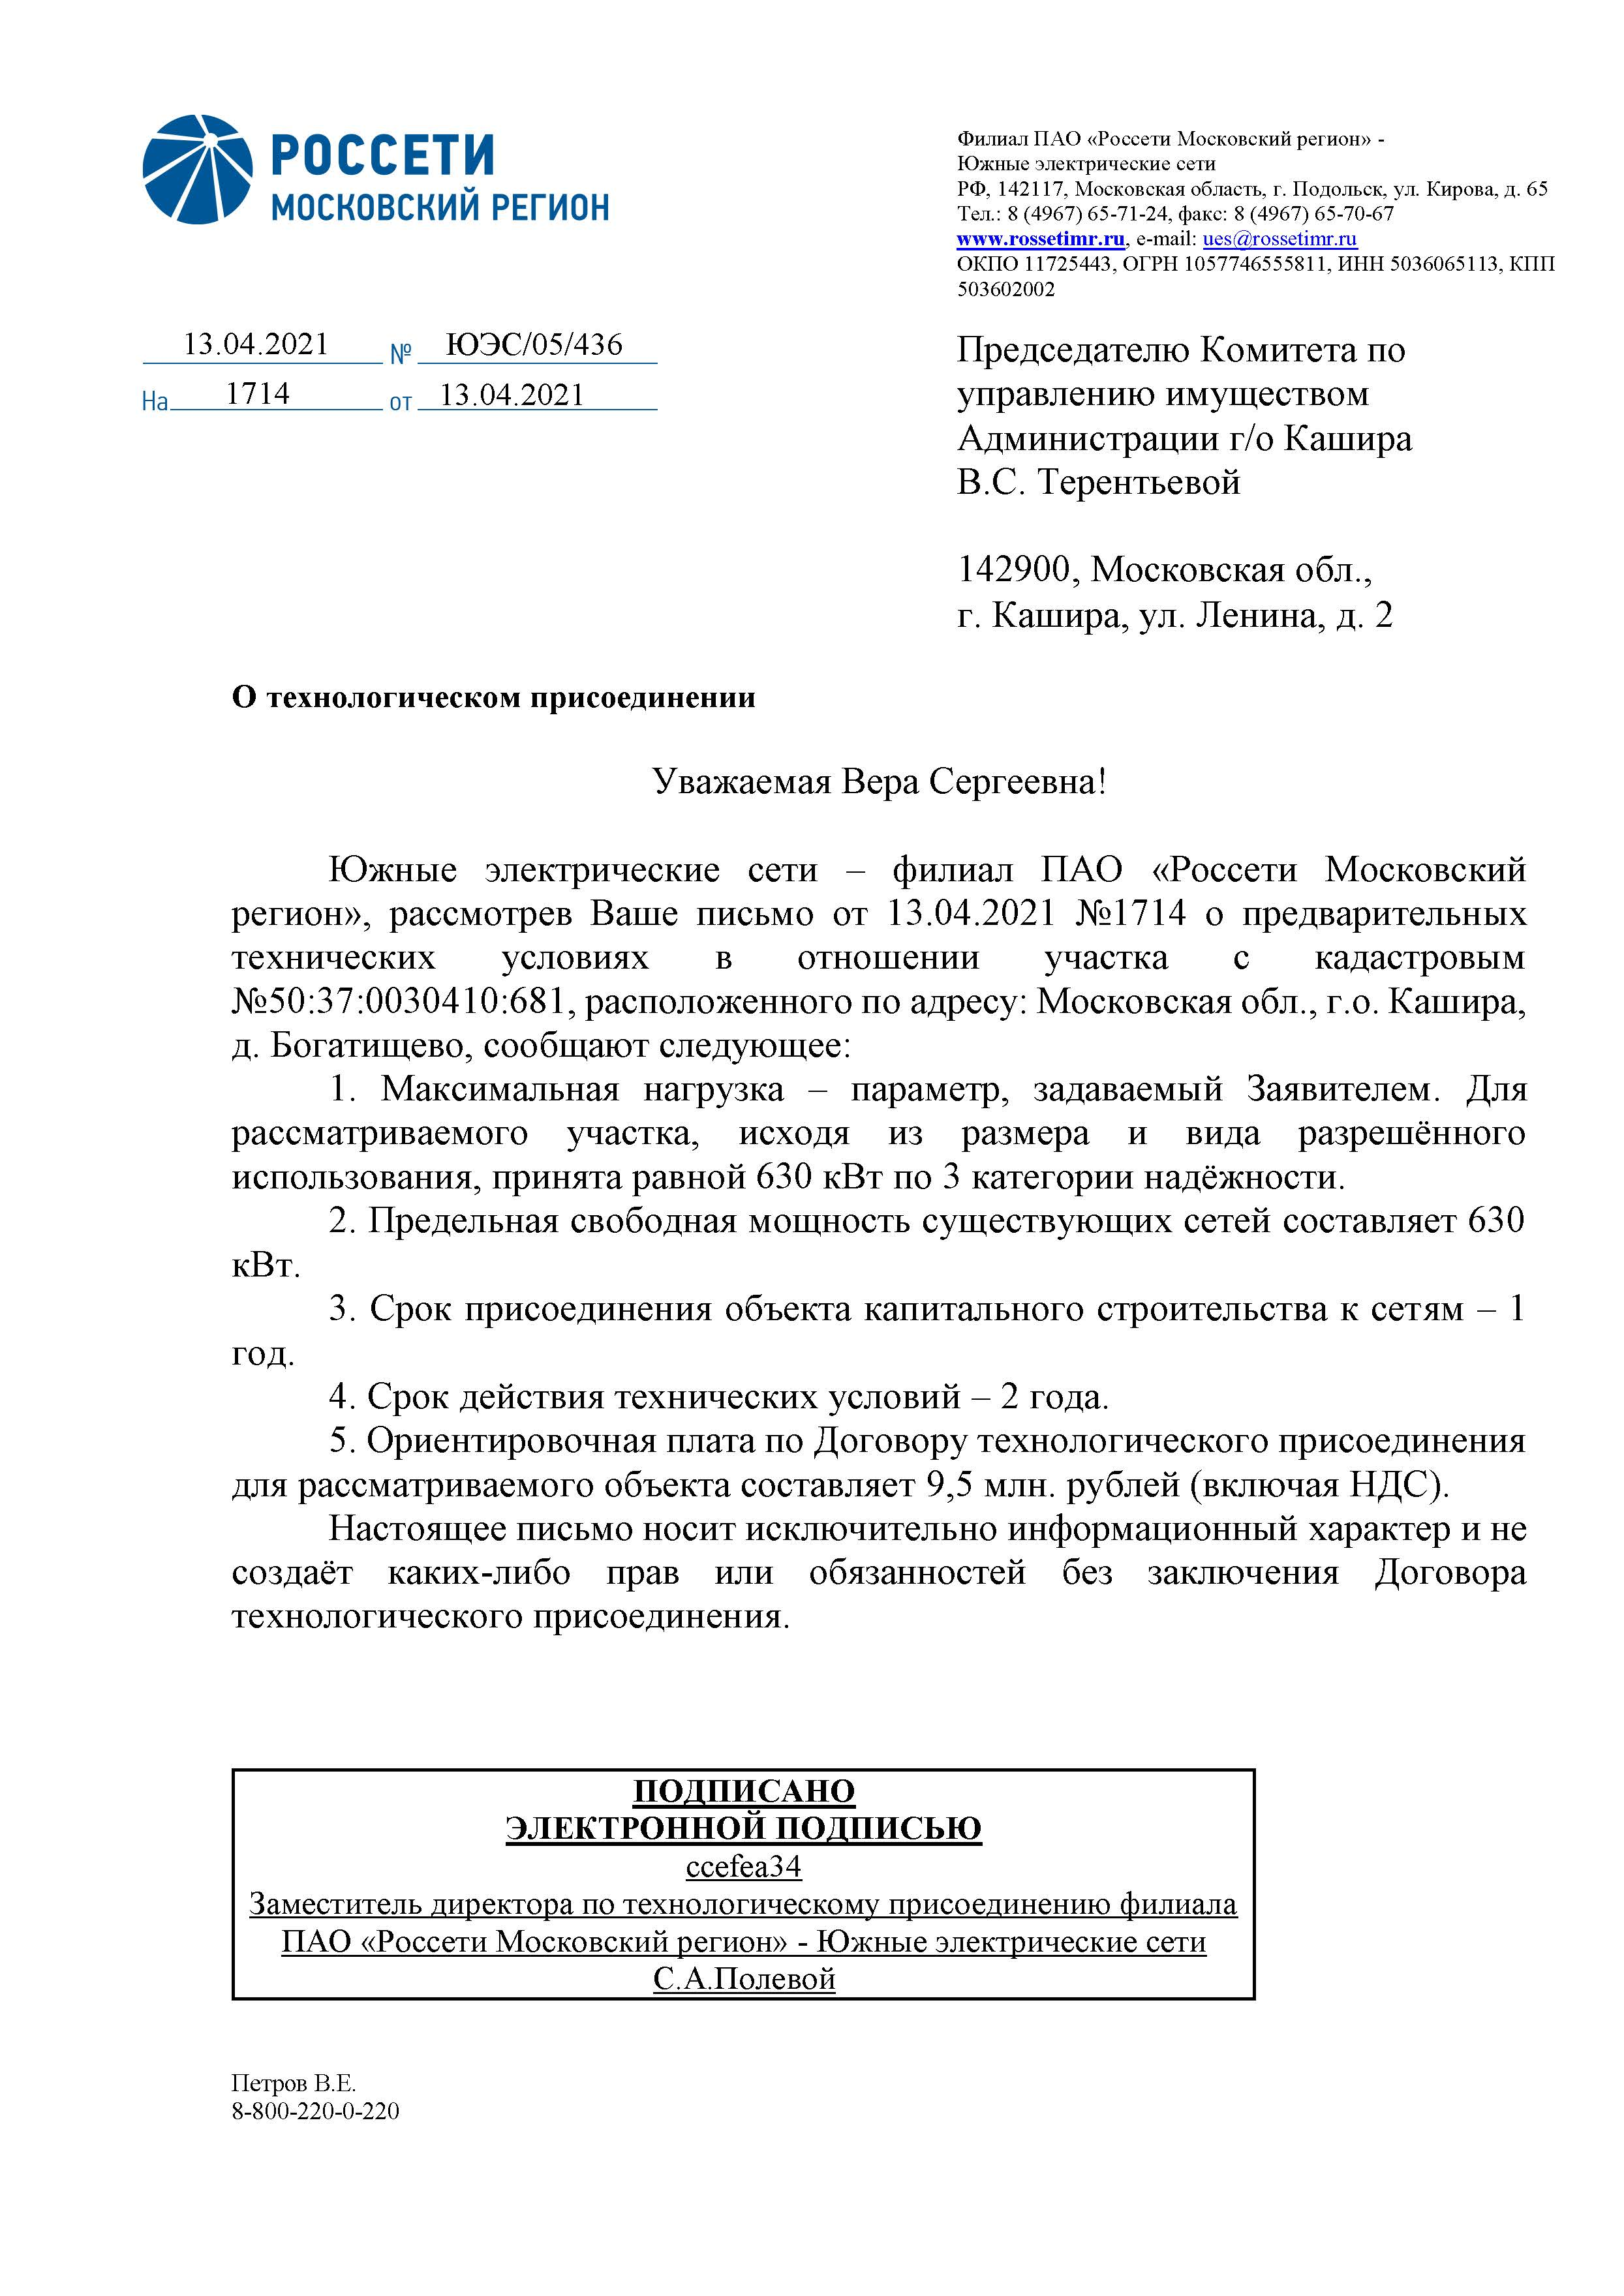 РОССЕТИ
МОСКОВСКИЙ РЕГИОН
Филиал ПАО «Россети Московский регион» -
Южные электрические сети
РФ, 142117, Московская область, г. Подольск, ул. Кирова, д. 65
Тел.: 8 (4967) 65-71-24, факс: 8 (4967) 65-70-67
www.rossetimr.ru, e-mail: ues@rossetimr.ru
ОКПО 11725443, ОГРН 1057746555811, ИНН 5036065113, КПП
503602002
13.04.2021 № ЮЭС/05/436
На 1714 от 13.04.2021
Председателю Комитета по
управлению имуществом
Администрации г/о Кашира
В.С. Терентьевой
142900, Московская обл.,
г. Кашира, ул. Ленина, д. 2
О технологическом присоединении
Уважаемая Вера Сергеевна!
Южные электрические сети – филиал ПАО «Россети Московский
регион», рассмотрев Ваше письмо от 13.04.2021 №1714 о предварительных
технических условиях в отношении участка с кадастровым
№50:37:0030410:681, расположенного по адресу: Московская обл., г.о. Кашира,
д. Богатищево, сообщают следующее:
1. Максимальная нагрузка – параметр, задаваемый Заявителем. Для
рассматриваемого участка, исходя из размера и вида разрешённого
использования, принята равной 630 кВт по 3 категории надёжности.
2. Предельная свободная мощность существующих сетей составляет 630
кВт.
3. Срок присоединения объекта капитального строительства к сетям – 1
год.
4. Срок действия технических условий – 2 года.
5. Ориентировочная плата по Договору технологического присоединения
для рассматриваемого объекта составляет 9,5 млн. рублей (включая НДС).
Настоящее письмо носит исключительно информационный характер и не
создаёт каких-либо прав или обязанностей без заключения Договора
технологического присоединения.
ПОДПИСАНО
ЭЛЕКТРОННОЙ ПОДПИСЬЮ
ccefea34
Заместитель директора по технологическому присоединению филиала
ПАО «Россети Московский регион» - Южные электрические сети
С.А.Полевой
Петров В.Е.
8-800-220-0-220